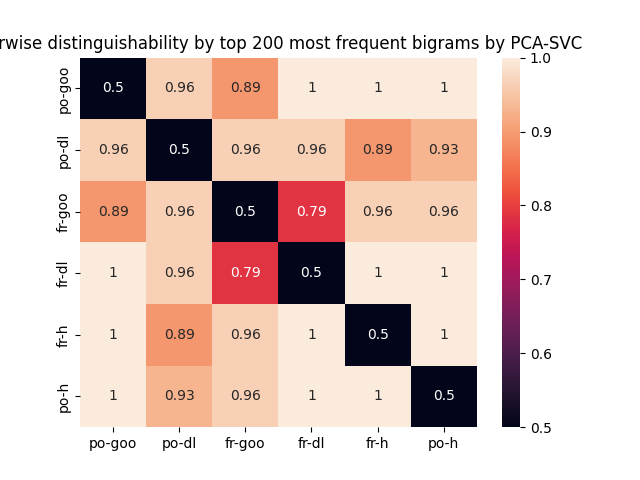 rwise distinguishability by top 200 most frequent bigrams by PCA-SVC
po-goo 0.5 0.96 0.89 1 1 1
po-dl 0.96 0.5 0.96 0.96 0.89 0.93
fr-goo 0.89 0.96 0.5 0.79 0.96 0.96
fr-dl 1 0.96 0.79 0.5 1 1
fr-h 1 0.89 0.96 1 0.5 1
po-h 1 0.93 0.96 1 1 0.5
po-goo po-dl fr-goo fr-dl fr-h po-h
1.0
0.9
0.8
0.7
0.6
0.5